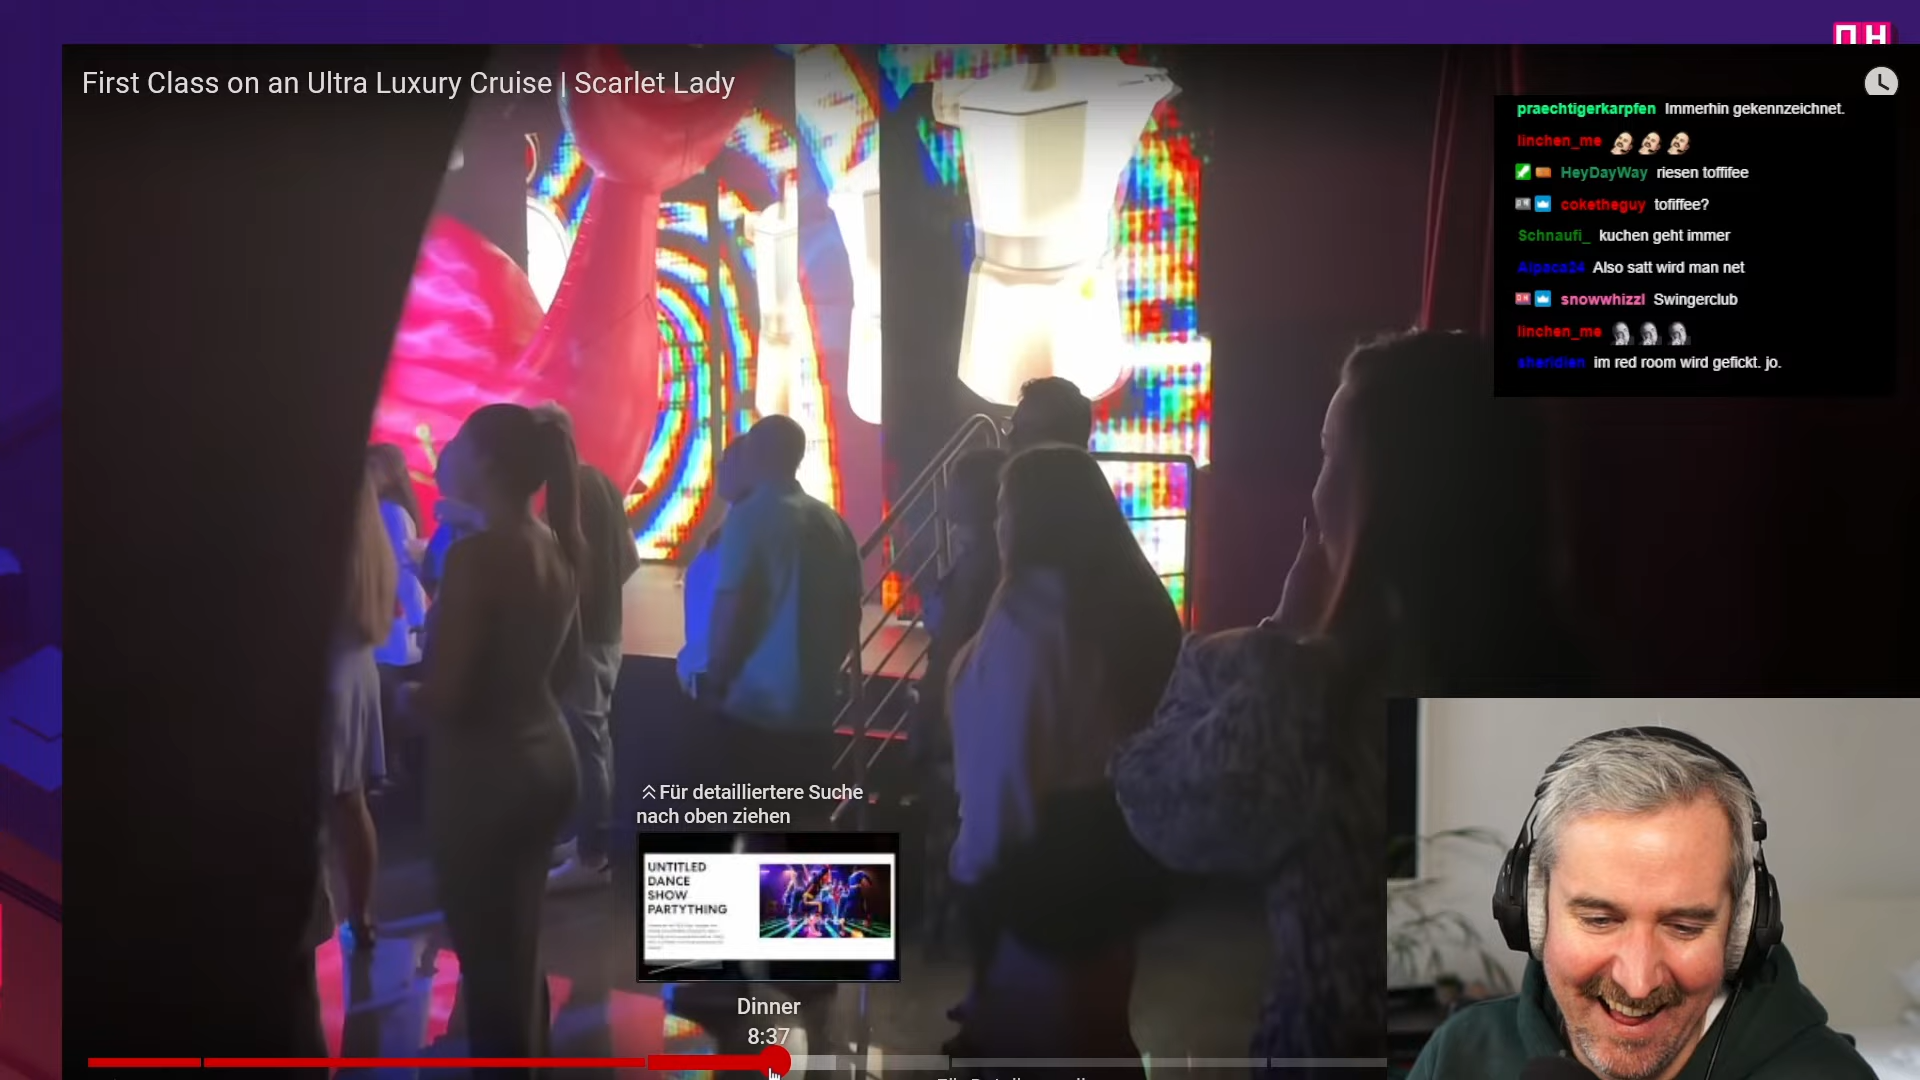 First Class on an Ultra Luxury Cruise | Scarlet Lady
praechtigerkarpfen Immerhin gekennzeichnet.
linchen_me
HeyDayWay riesen toffifee
coketheguy tofiffee?
Schnaufi_ kuchen geht immer
Alpaca24 Also satt wird man net
snowwhizzl Swingerclub
linchen_me
sheridien im red room wird gefickt. jo.
Für detailliertere Suche
nach oben ziehen
UNTITLED
DANCE
SHOW
PARTYTHING
Dinner
8:37